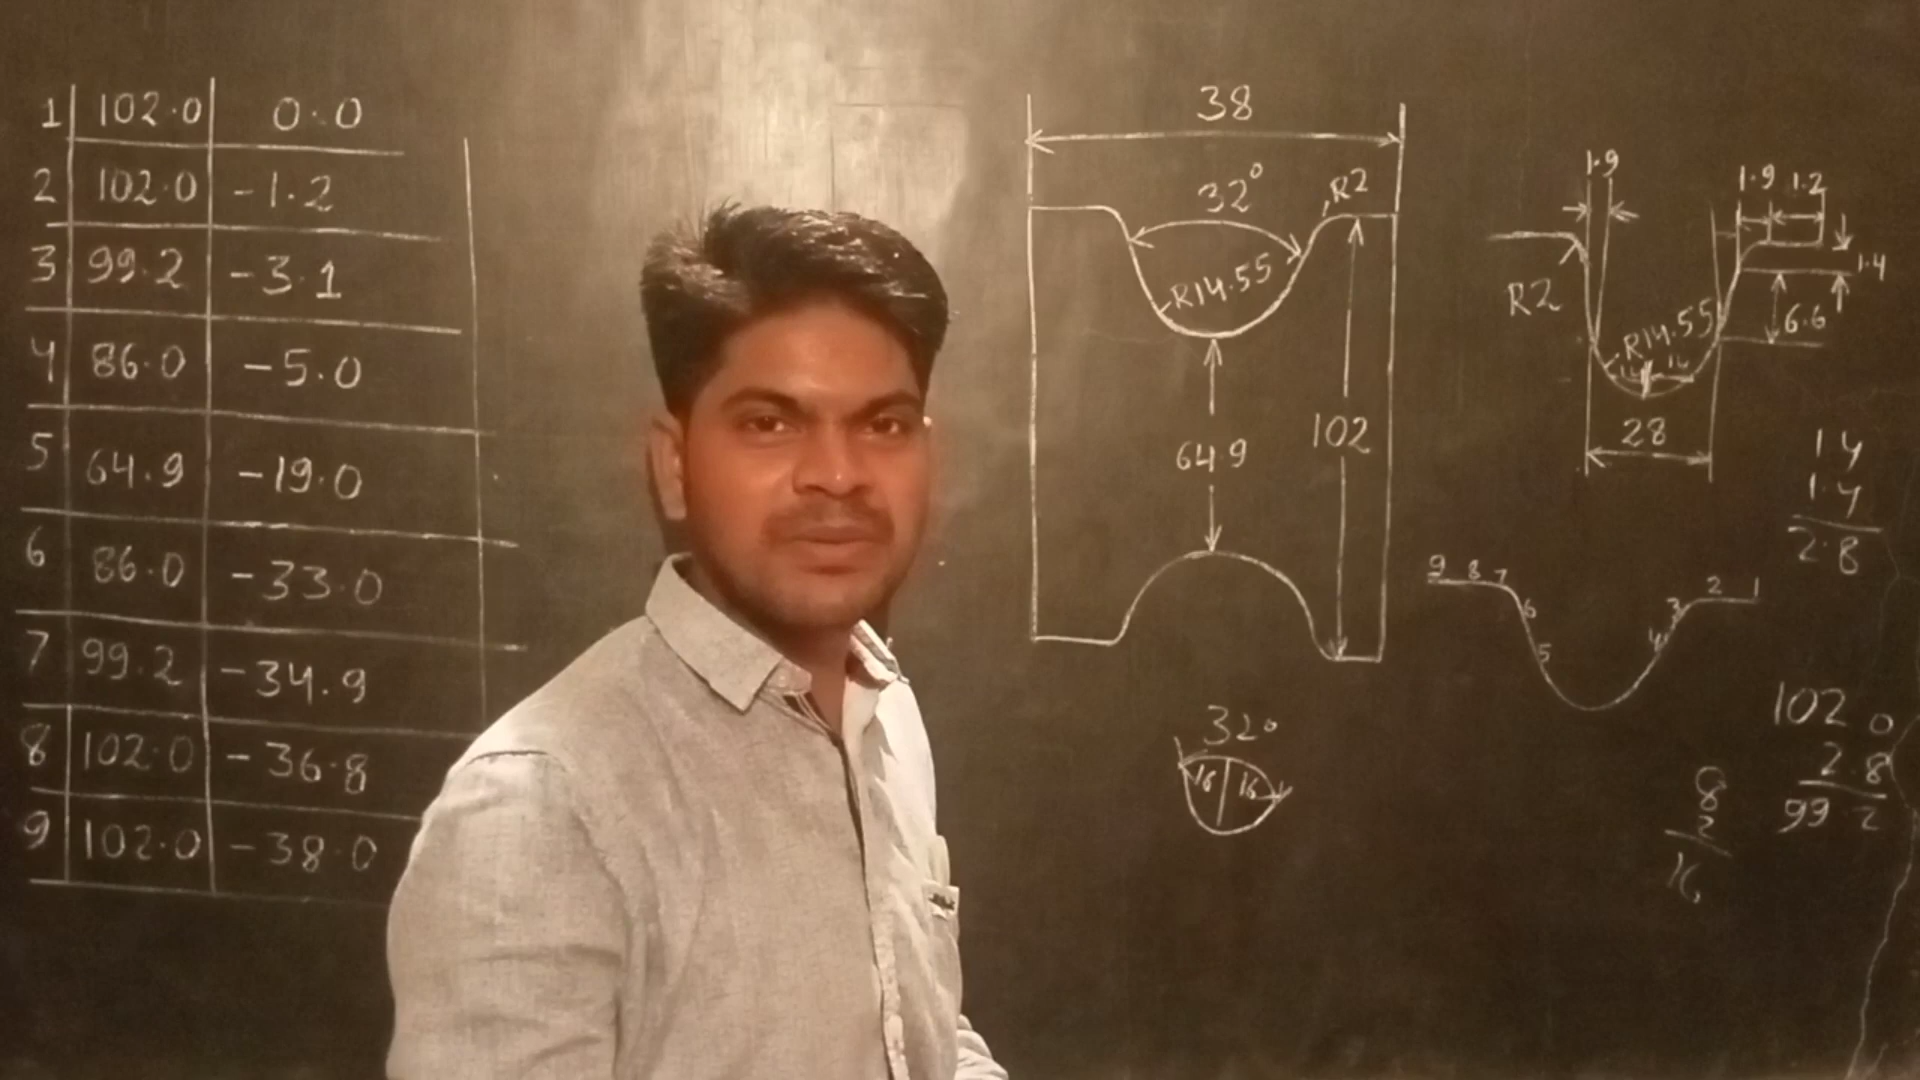 1 102.0 0.0
2 102.0 -1.2
3 99.2 -3.1
4 86.0 -5.0
5 64.9 -19.0
6 86.0 -33.0
7 99.2 -34.9
8 102.0 -36.8
9 102.0 -38.0
38
32°
R2
R14.55
64.9
102
32°
16 16
1.9
1.9 1.2
1.4
R2
R14.55
6.6
14 14
28
1.4
1.4
2.8
9 8 7
6
5
4
3
2 1
102.0
2.8
99.2
8
2
16